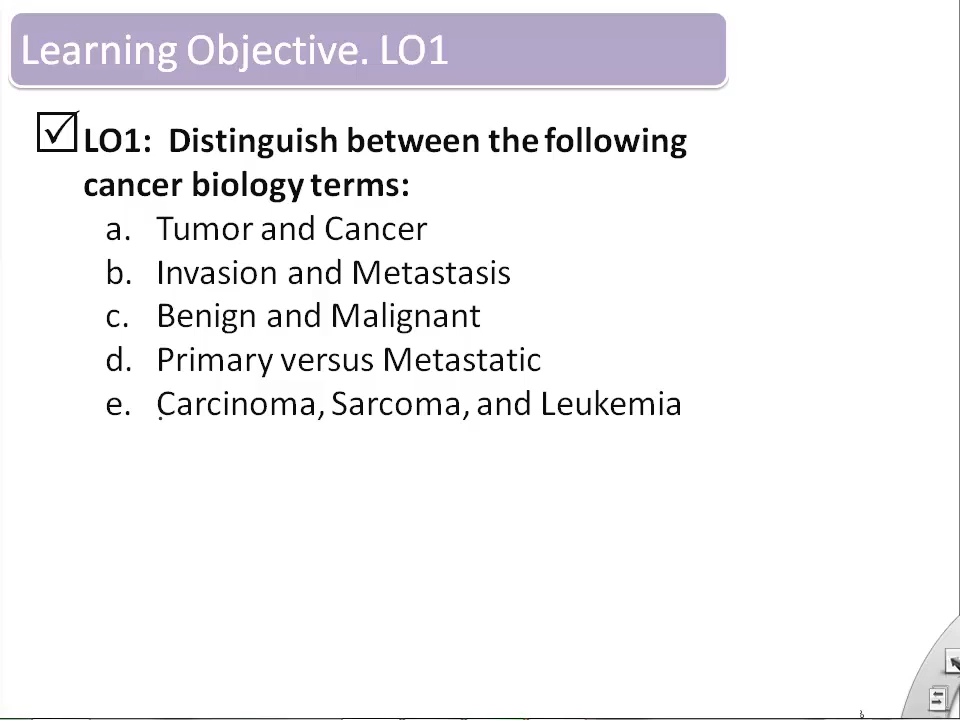 Learning Objective. LO1
LO1: Distinguish between the following
cancer biology terms:
a. Tumor and Cancer
b. Invasion and Metastasis
c. Benign and Malignant
d. Primary versus Metastatic
e. Carcinoma, Sarcoma, and Leukemia